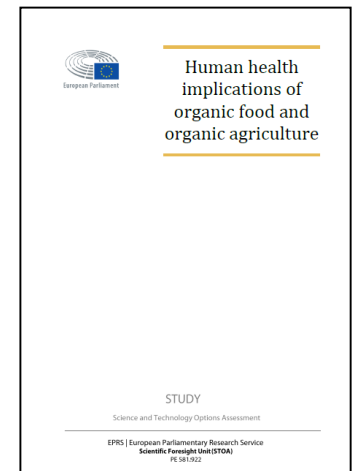 European Parliament
Human health
implications of
organic food and
organic agriculture
STUDY
Science and Technology Options Assessment
EPRS | European Parliamentary Research Service
Scientific Foresight Unit (STOA)
PE 581.922